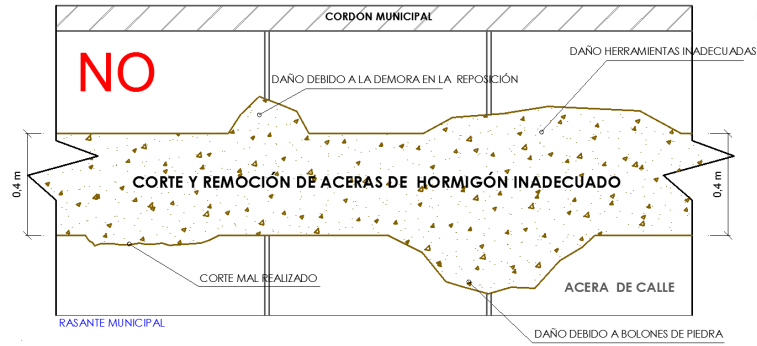 CORDÓN MUNICIPAL
NO
DAÑO HERRAMIENTAS INADECUADAS
DAÑO DEBIDO A LA DEMORA EN LA REPOSICIÓN
0,4 m
CORTE Y REMOCIÓN DE ACERAS DE HORMIGÓN INADECUADO
0,4 m
CORTE MAL REALIZADO
ACERA DE CALLE
RASANTE MUNICIPAL
DAÑO DEBIDO A BOLONES DE PIEDRA